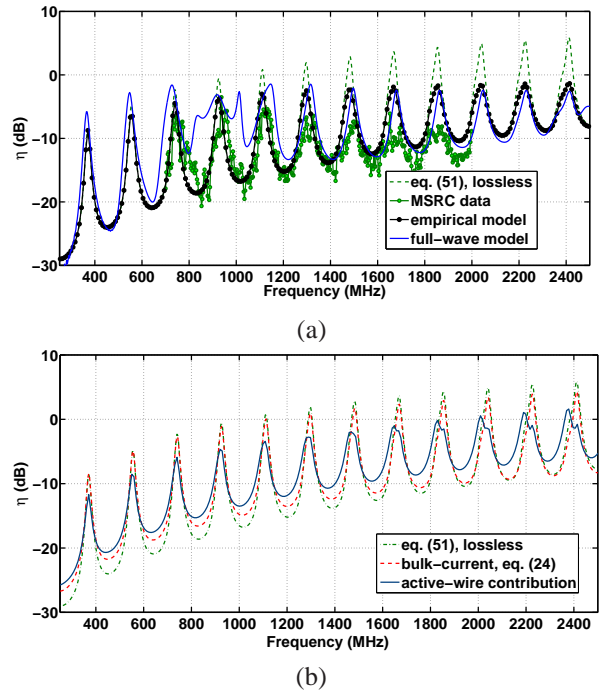 10
0
−10
−20
−30
η (dB)
eq. (51), lossless
MSRC data
empirical model
full−wave model
400 600 800 1000 1200 1400 1600 1800 2000 2200 2400
Frequency (MHz)
(a)
10
0
−10
−20
−30
η (dB)
eq. (51), lossless
bulk−current, eq. (24)
active−wire contribution
400 600 800 1000 1200 1400 1600 1800 2000 2200 2400
Frequency (MHz)
(b)